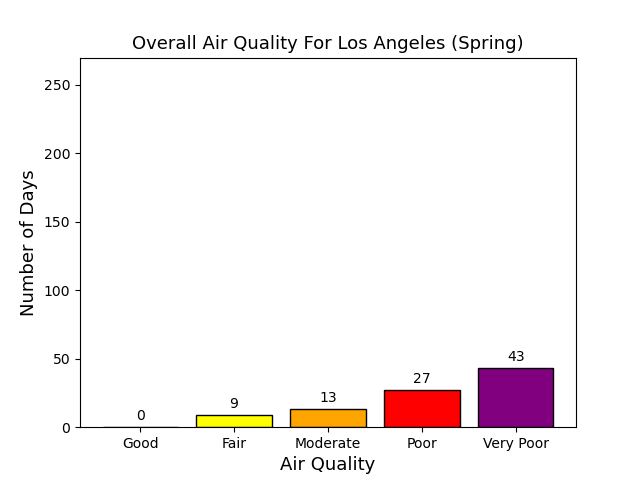 Overall Air Quality For Los Angeles (Spring)
250
200
150
100
50
0
Number of Days
0
9
13
27
43
Good
Fair
Moderate
Poor
Very Poor
Air Quality